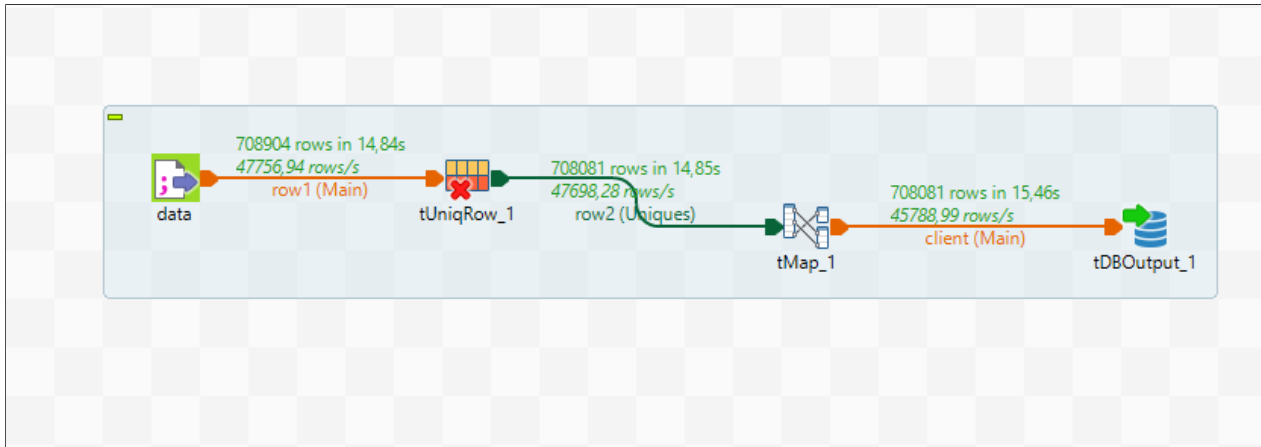 708904 rows in 14,84s
47756,94 rows/s
row1 (Main)
data
tUniqRow_1
708081 rows in 14,85s
47698,28 rows/s
row2 (Uniques)
tMap_1
708081 rows in 15,46s
45788,99 rows/s
client (Main)
tDBOutput_1